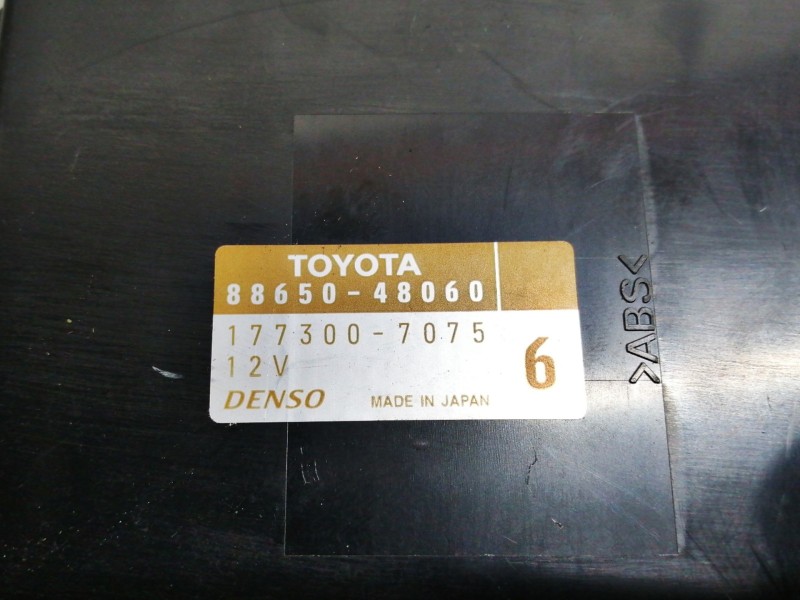 TOYOTA
88650-48060
177300-7075
12V
6
DENSO
MADE IN JAPAN
>ABS<